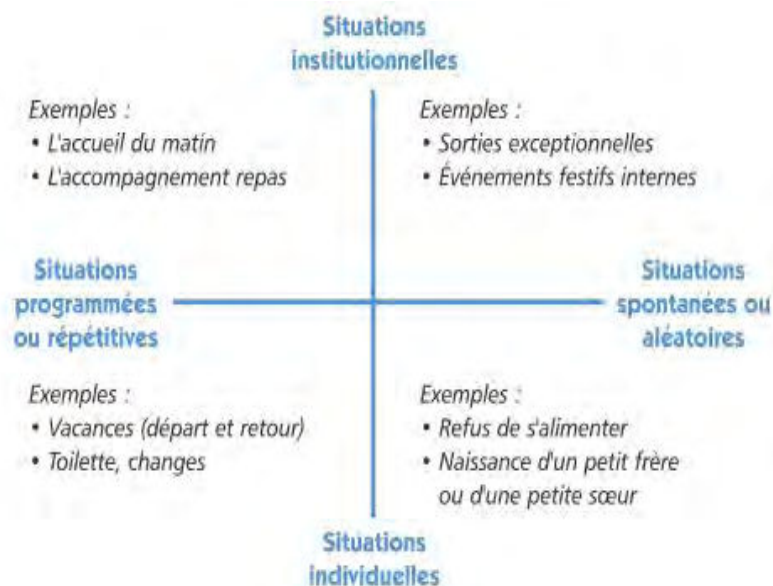 Situations
institutionnelles
Exemples :
• L'accueil du matin
• L'accompagnement repas
Exemples :
• Sorties exceptionnelles
• Événements festifs internes
Situations
programmées
ou répétitives
Situations
spontanées ou
aléatoires
Exemples :
• Vacances (départ et retour)
• Toilette, changes
Exemples :
• Refus de s'alimenter
• Naissance d'un petit frère
ou d'une petite sœur
Situations
individuelles